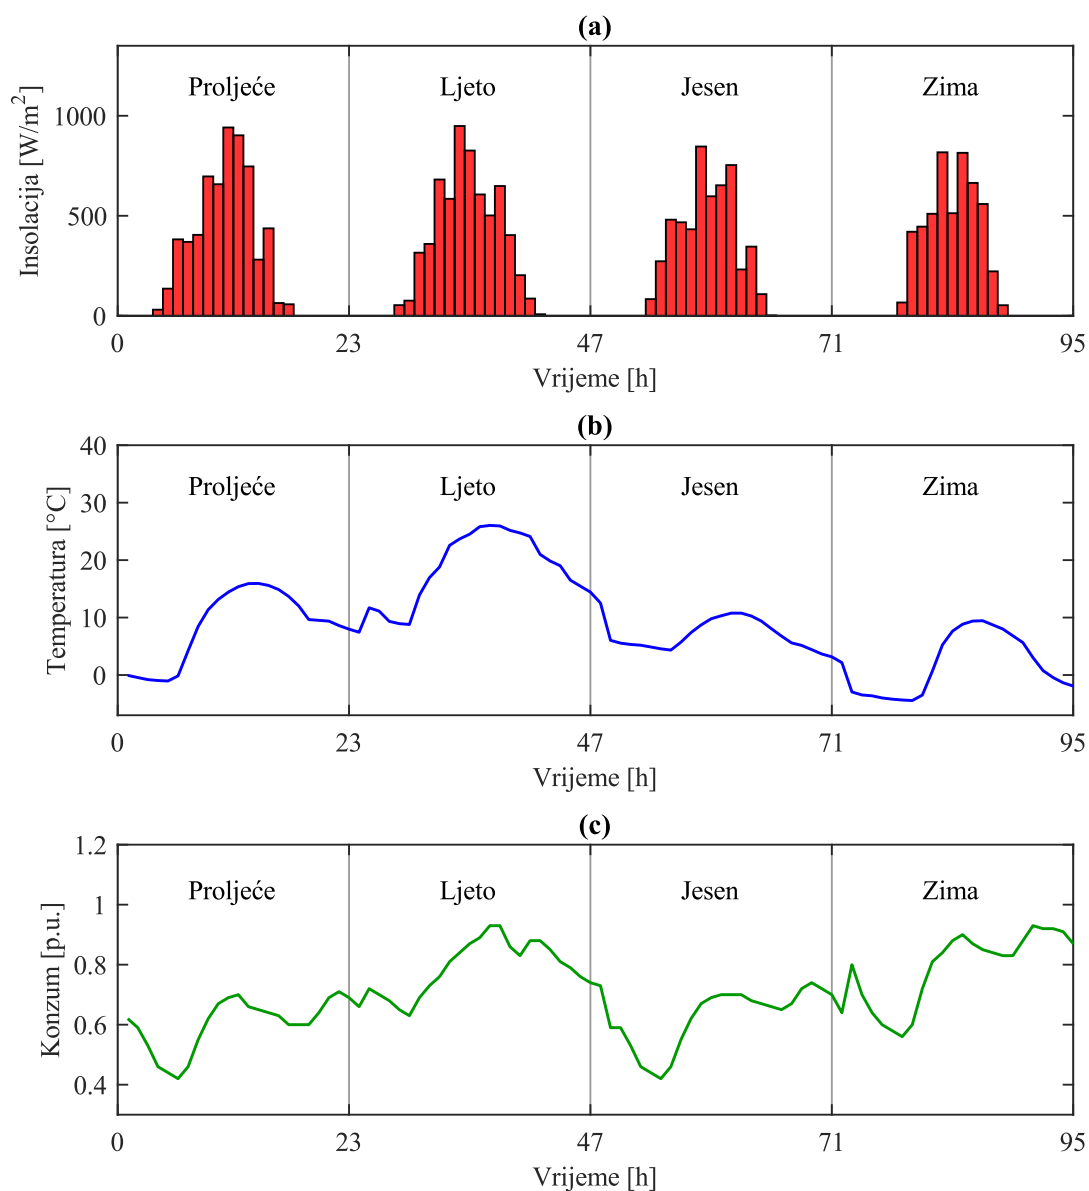 (a)
Insolacija [W/m²]
1000
500
0
Proljeće Ljeto Jesen Zima
0 23 47 71 95
Vrijeme [h]
(b)
Temperatura [°C]
40
30
20
10
0
Proljeće Ljeto Jesen Zima
0 23 47 71 95
Vrijeme [h]
(c)
Konzum [p.u.]
1.2
1
0.8
0.6
0.4
Proljeće Ljeto Jesen Zima
0 23 47 71 95
Vrijeme [h]